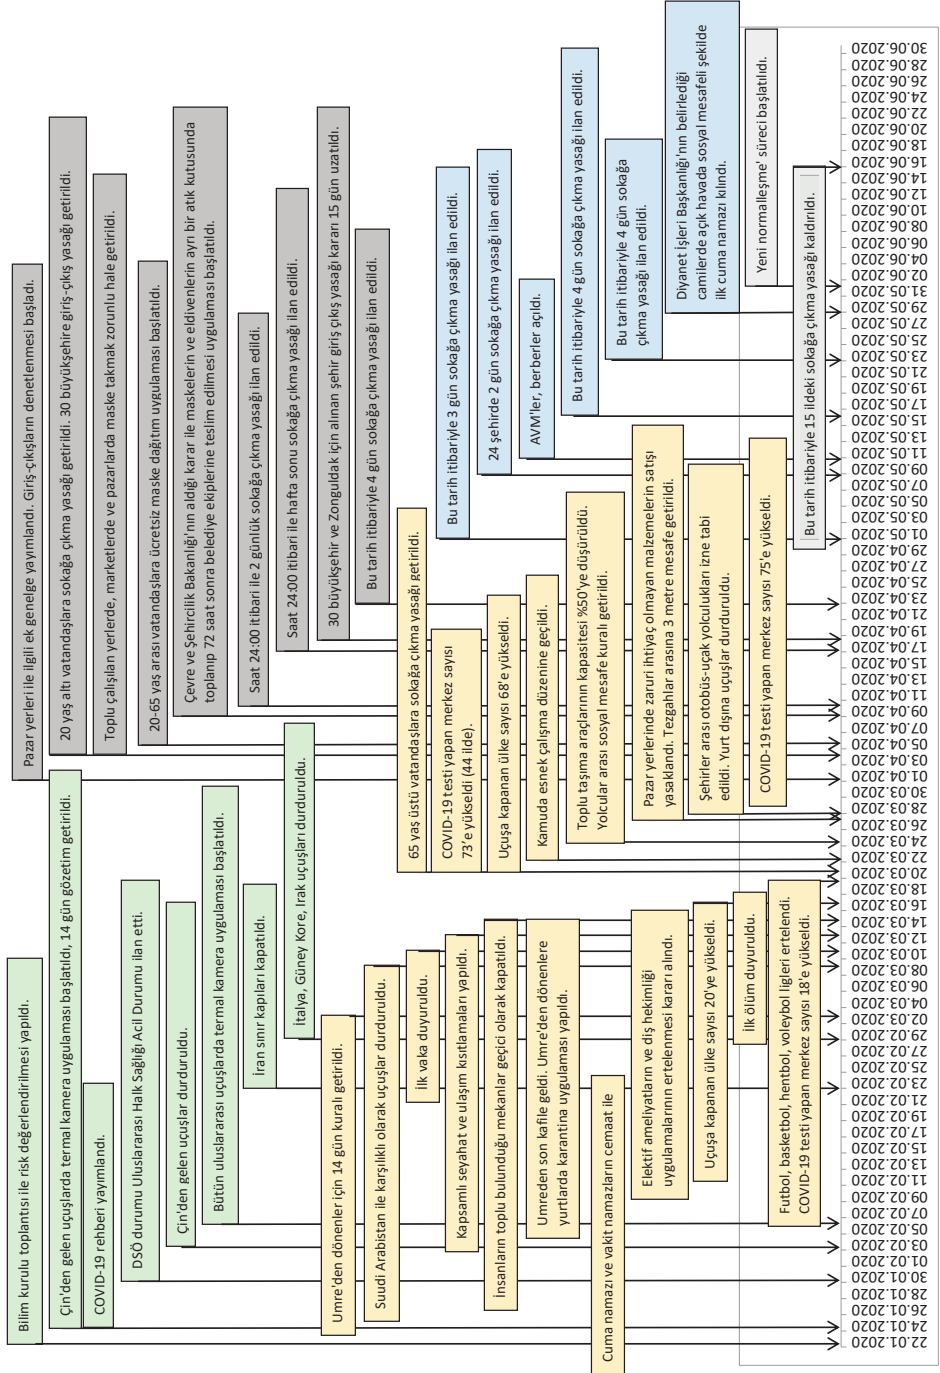 Bilim kurulu toplantısı ile risk değerlendirilmesi yapıldı.
Çin'den gelen uçuşlarda termal kamera uygulaması başlatıldı, 14 gün gözetim getirildi.
COVID-19 rehberi yayımlandı.
DSÖ durumu Uluslararası Halk Sağlığı Acil Durumu ilan etti.
Çin'den gelen uçuşlar durduruldu.
Bütün uluslararası uçuşlarda termal kamera uygulaması başlatıldı.
İran sınır kapıları kapatıldı.
İtalya, Güney Kore, Irak uçuşları durduruldu.
Umre'den dönenler için 14 gün kuralı getirildi.
Suudi Arabistan ile karşılıklı olarak uçuşlar durduruldu.
İlk vaka duyuruldu.
Kapsamlı seyahat ve ulaşım kısıtlmaları yapıldı.
İnsanların toplu bulunduğu mekanlar geçici olarak kapatıldı.
Umreden son kafile geldi. Umre'den dönenlere
yurtlarda karantina uygulaması yapıldı.
Cuma namazı ve vakit namazların cemaat ile
Elektif ameliyatların ve diş hekimliği
uygulamalarının ertelenmesi kararı alındı.
Uçuşa kapanan ülke sayısı 20'ye yükseldi.
İlk ölüm duyuruldu.
Futbol, basketbol, hentbol, voleybol ligleri ertelendi.
COVID-19 testi yapan merkez sayısı 18'e yükseldi.
Pazar yerleri ile ilgili ek genelge yayımlandı. Giriş-çıkışların denetlenmesi başladı.
20 yaş altı vatandaşlara sokağa çıkma yasağı getirildi. 30 büyükşehire giriş-çıkış yasağı getirildi.
Toplu çalışılan yerlerde, marketlerde ve pazarlarda maske takmak zorunlu hale getirildi.
20-65 yaş arası vatandaşlara ücretsiz maske dağıtım uygulaması başlatıldı.
Çevre ve Şehircilik Bakanlığı'nın aldığı karar ile maskelerin ve eldivenlerin ayrı bir atık kutusunda
toplanıp 72 saat sonra belediye ekiplerine teslim edilmesi uygulaması başlatıldı.
Saat 24:00 itibari ile 2 günlük sokağa çıkma yasağı ilan edildi.
Saat 24:00 itibari ile hafta sonu sokağa çıkma yasağı ilan edildi.
30 büyükşehir ve Zonguldak için alınan şehir giriş çıkış yasağı kararı 15 gün uzatıldı.
Bu tarih itibariyle 4 gün sokağa çıkma yasağı ilan edildi.
65 yaş üstü vatandaşlara sokağa çıkma yasağı getirildi.
COVID-19 testi yapan merkez sayısı
73'e yükseldi (44 ilde).
Uçuşa kapanan ülke sayısı 68'e yükseldi.
Kamuda esnek çalışma düzenine geçildi.
Toplu taşıma araçlarının kapasitesi %50'ye düşürüldü.
Yolcular arası sosyal mesafe kuralı getirildi.
Pazar yerlerinde zaruri ihtiyaç olmayan malzemelerin satışı
yasaklandı. Tezgahlar arasına 3 metre mesafe getirildi.
Şehirler arası otobüs-uçak yolculukları izne tabi
edildi. Yurt dışına uçuşlar durduruldu.
COVID-19 testi yapan merkez sayısı 75'e yükseldi.
Bu tarih itibariyle 3 gün sokağa çıkma yasağı ilan edildi.
24 şehirde 2 gün sokağa çıkma yasağı ilan edildi.
AVM'ler, berberler açıldı.
Bu tarih itibariyle 4 gün sokağa çıkma yasağı ilan edildi.
Bu tarih itibariyle 4 gün sokağa
çıkma yasağı ilan edildi.
Diyanet İşleri Başkanlığı'nın belirlediği
camilerde açık havada sosyal mesafeli şekilde
ilk cuma namazı kılındı.
Yeni normalleşme' süreci başlatıldı.
Bu tarih itibariyle 15 ildeki sokağa çıkma yasağı kaldırıldı.
22.01.2020
24.01.2020
26.01.2020
28.01.2020
30.01.2020
01.02.2020
03.02.2020
05.02.2020
07.02.2020
09.02.2020
11.02.2020
13.02.2020
15.02.2020
17.02.2020
19.02.2020
21.02.2020
23.02.2020
25.02.2020
27.02.2020
29.02.2020
02.03.2020
04.03.2020
06.03.2020
08.03.2020
10.03.2020
12.03.2020
14.03.2020
16.03.2020
18.03.2020
20.03.2020
22.03.2020
24.03.2020
26.03.2020
28.03.2020
30.03.2020
01.04.2020
03.04.2020
05.04.2020
07.04.2020
09.04.2020
11.04.2020
13.04.2020
15.04.2020
17.04.2020
19.04.2020
21.04.2020
23.04.2020
25.04.2020
27.04.2020
29.04.2020
01.05.2020
03.05.2020
05.05.2020
07.05.2020
09.05.2020
11.05.2020
13.05.2020
15.05.2020
17.05.2020
19.05.2020
21.05.2020
23.05.2020
25.05.2020
27.05.2020
29.05.2020
31.05.2020
02.06.2020
04.06.2020
06.06.2020
08.06.2020
10.06.2020
12.06.2020
14.06.2020
16.06.2020
18.06.2020
20.06.2020
22.06.2020
24.06.2020
26.06.2020
28.06.2020
30.06.2020